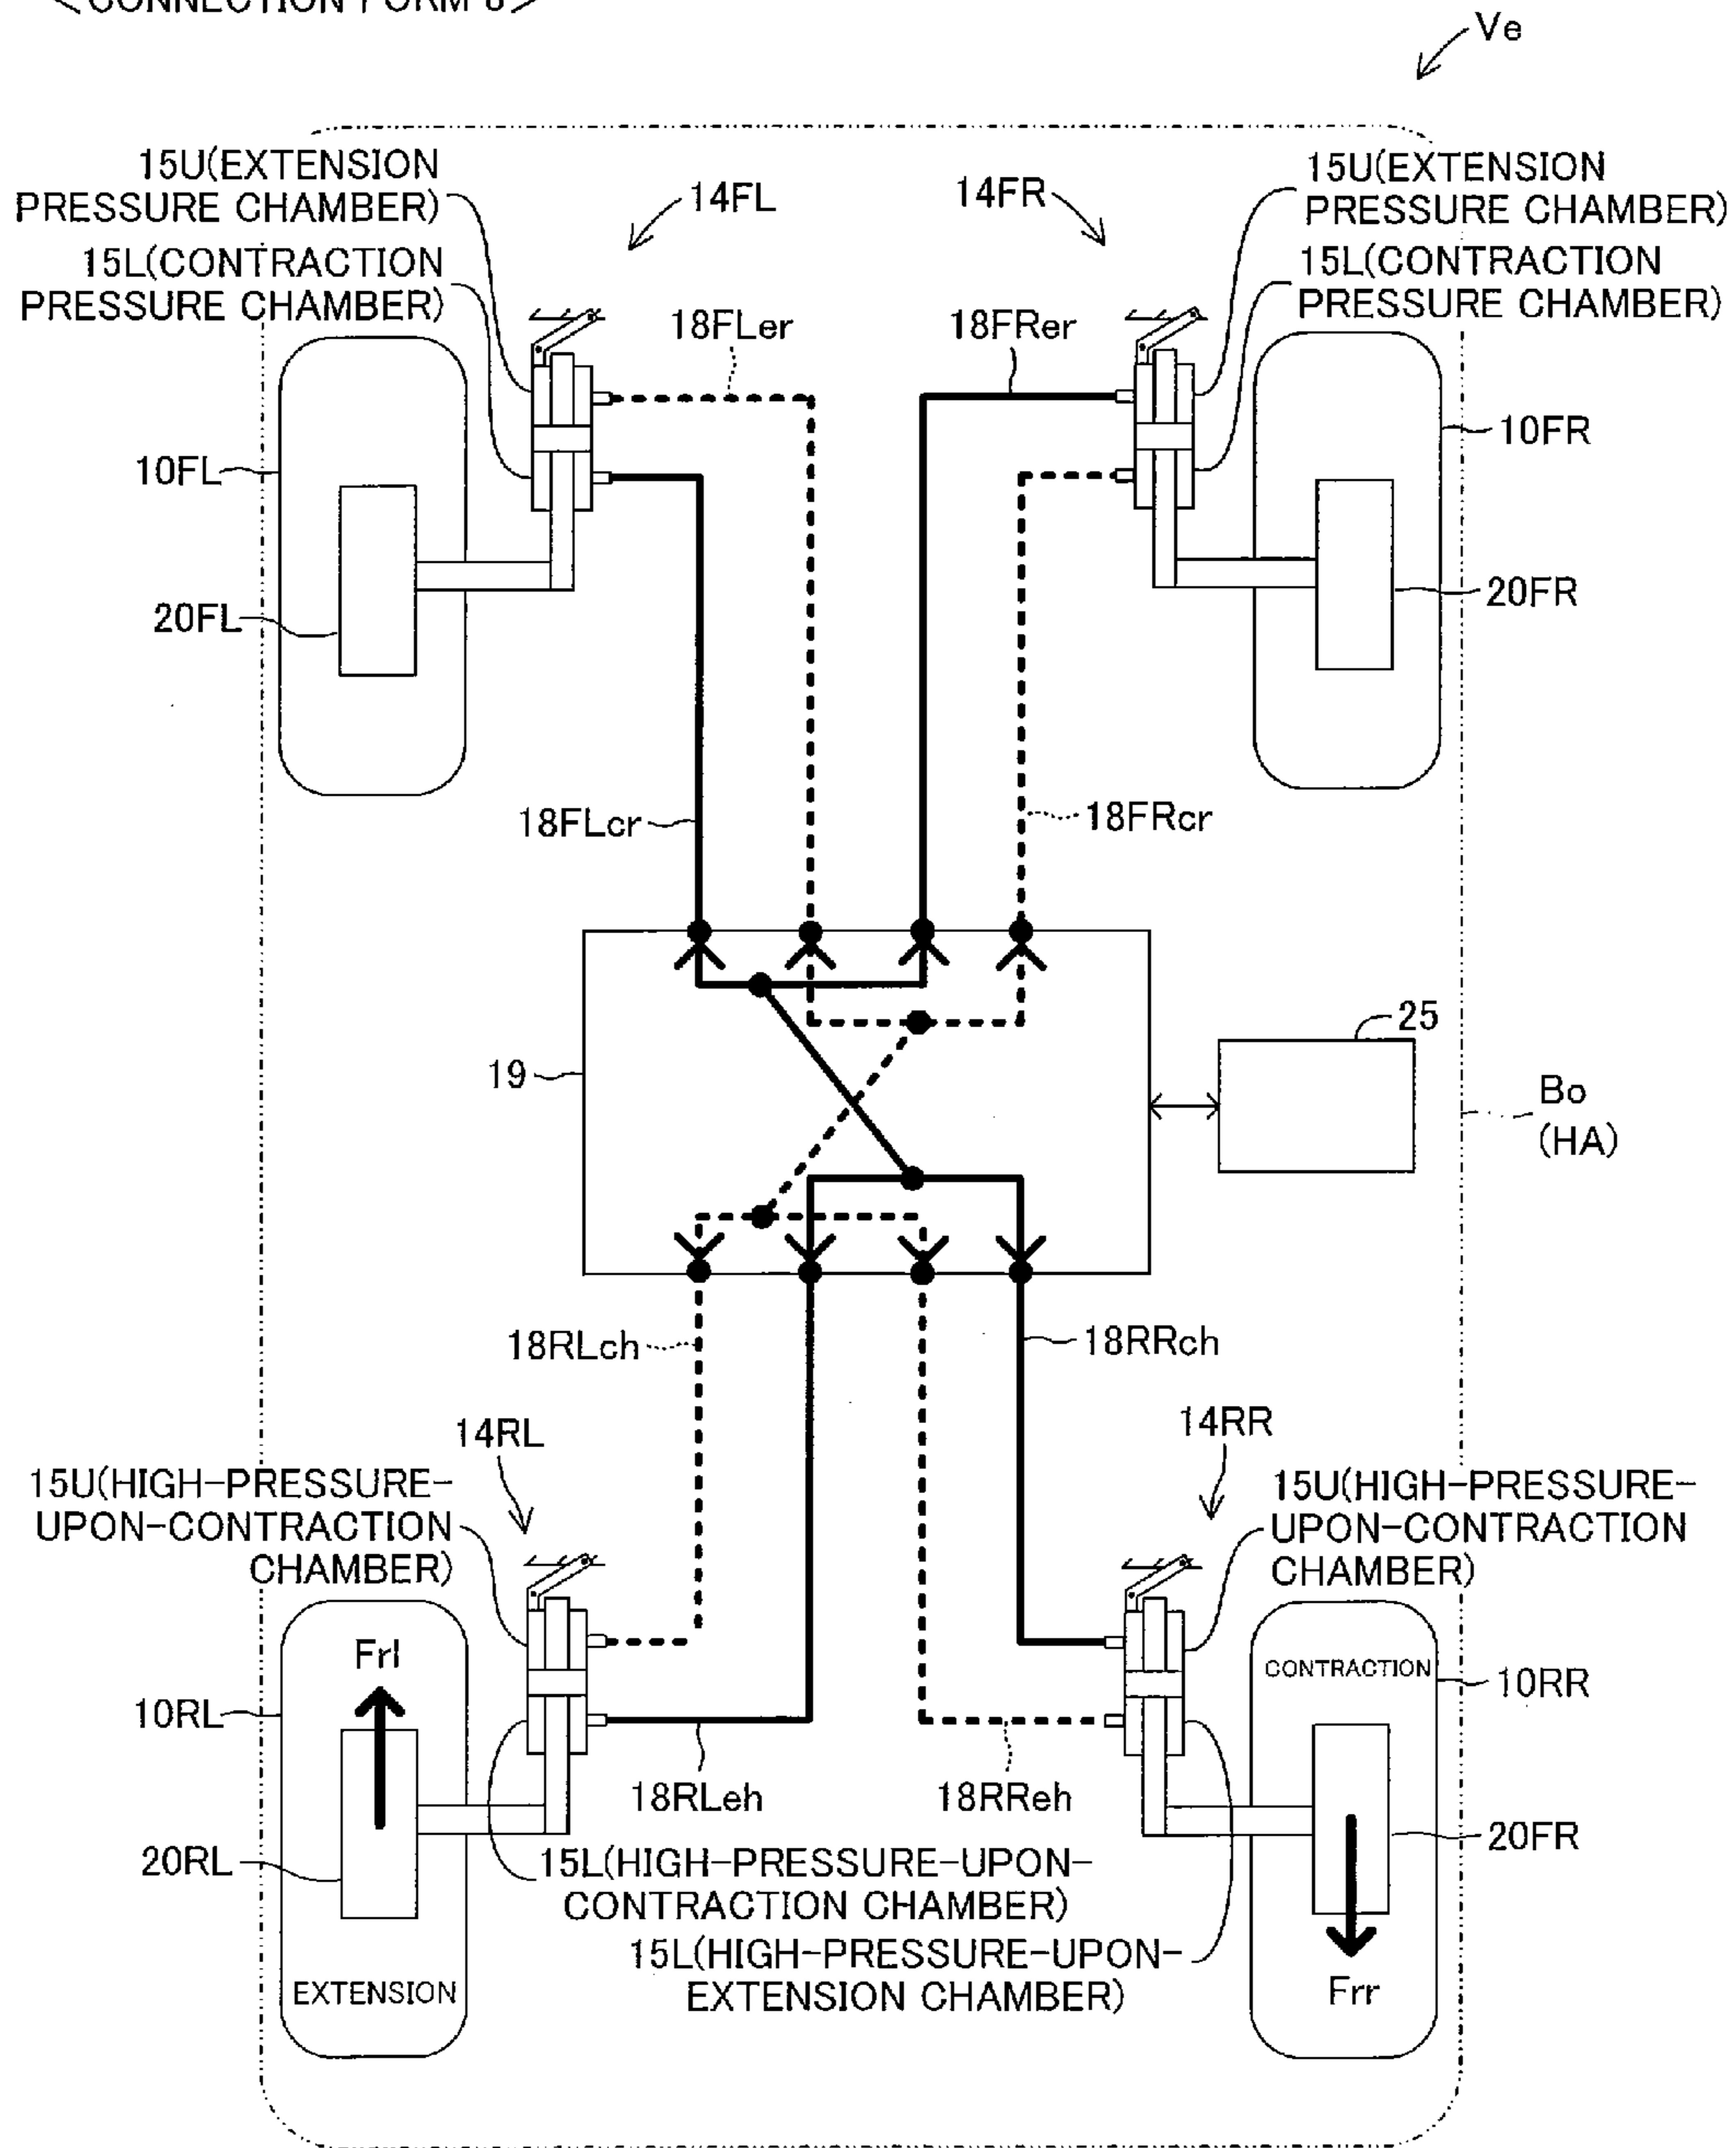 <CONNECTION FORM 8>
Ve
15U(EXTENSION
PRESSURE CHAMBER)
14FL
14FR
15U(EXTENSION
PRESSURE CHAMBER)
15L(CONTRACTION
PRESSURE CHAMBER)
15L(CONTRACTION
PRESSURE CHAMBER)
18FLer
18FRer
10FL
10FR
20FL
20FR
18FLcr
18FRcr
19
25
Bo
(HA)
18RLch
18RRch
14RL
14RR
15U(HIGH-PRESSURE-
UPON-CONTRACTION
CHAMBER)
15U(HIGH-PRESSURE-
UPON-CONTRACTION
CHAMBER)
Frl
CONTRACTION
10RL
10RR
18RLeh
18RReh
20RL
20FR
15L(HIGH-PRESSURE-UPON-
CONTRACTION CHAMBER)
15L(HIGH-PRESSURE-UPON-
EXTENSION CHAMBER)
EXTENSION
Frr